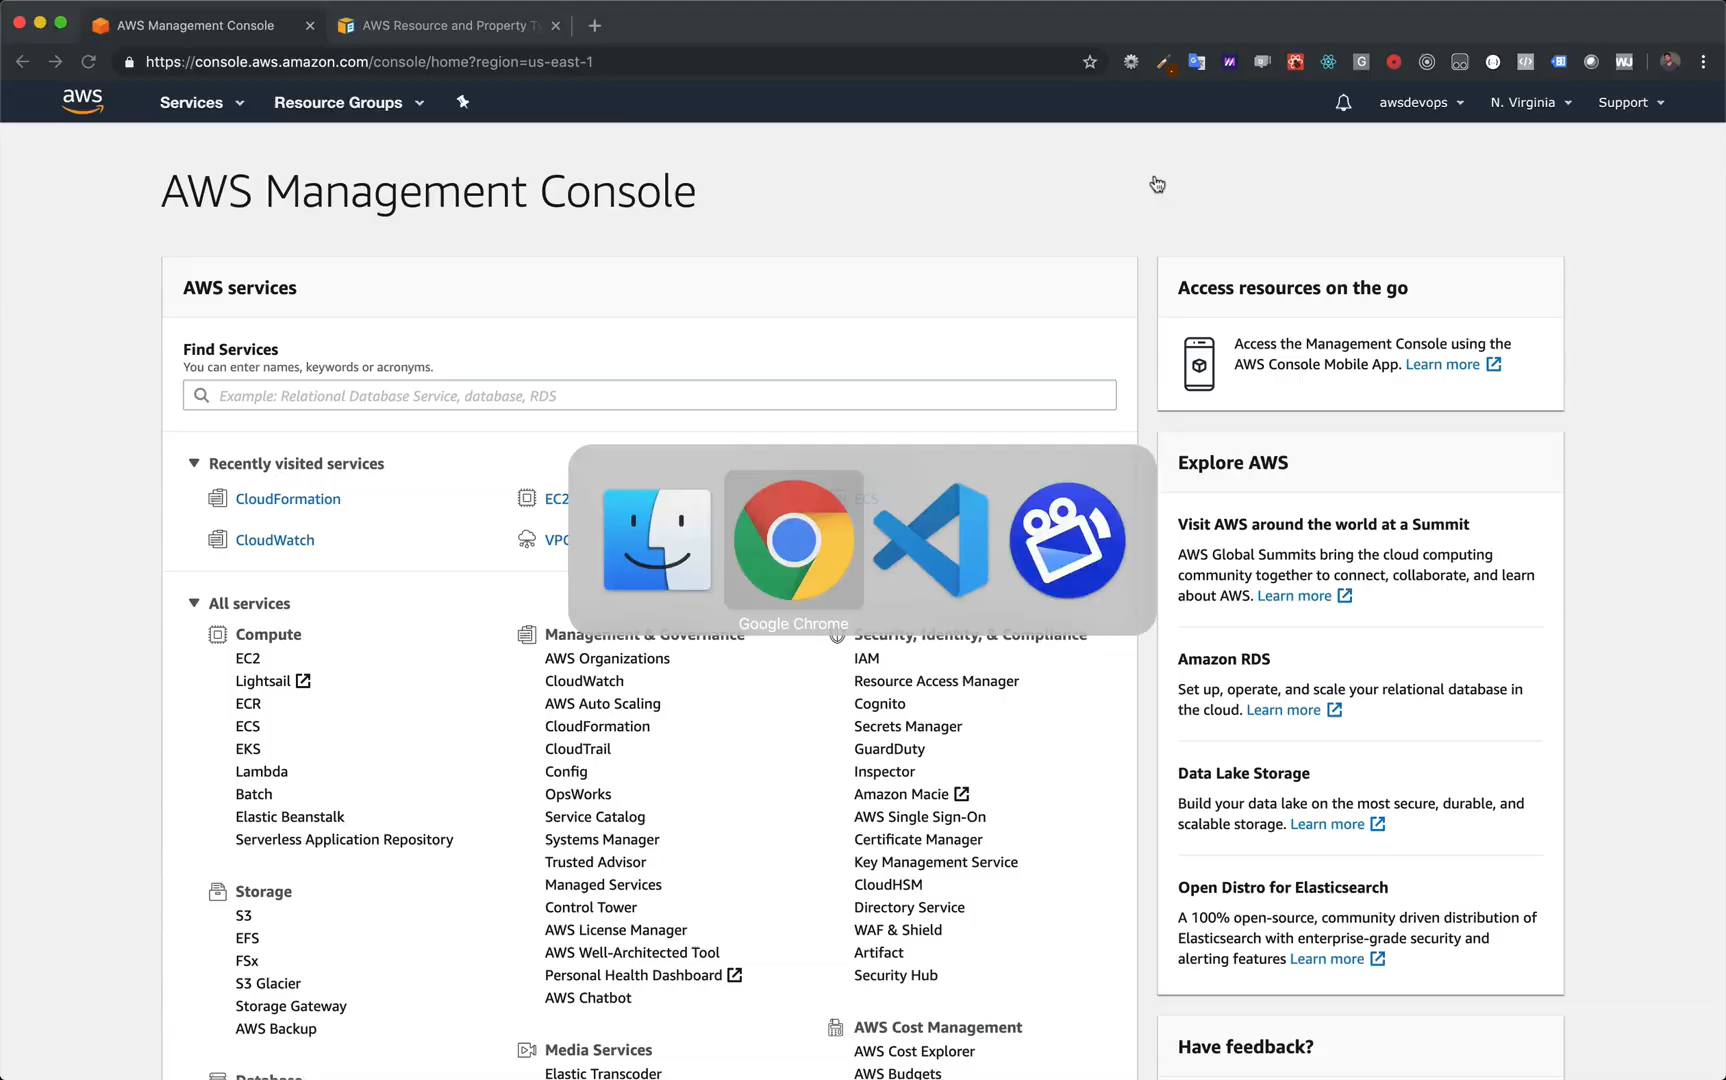 AWS Management Console
AWS Resource and Property T
https://console.aws.amazon.com/console/home?region=us-east-1
aws
Services
Resource Groups
awsdevops
N. Virginia
Support
AWS Management Console
AWS services
Find Services
You can enter names, keywords or acronyms.
Example: Relational Database Service, database, RDS
Recently visited services
CloudFormation
EC2
ECS
CloudWatch
VPC
Google Chrome
All services
Compute
EC2
Lightsail
ECR
ECS
EKS
Lambda
Batch
Elastic Beanstalk
Serverless Application Repository
Storage
S3
EFS
FSx
S3 Glacier
Storage Gateway
AWS Backup
Database
Management & Governance
AWS Organizations
CloudWatch
AWS Auto Scaling
CloudFormation
CloudTrail
Config
OpsWorks
Service Catalog
Systems Manager
Trusted Advisor
Managed Services
Control Tower
AWS License Manager
AWS Well-Architected Tool
Personal Health Dashboard
AWS Chatbot
Media Services
Elastic Transcoder
Security, Identity, & Compliance
IAM
Resource Access Manager
Cognito
Secrets Manager
GuardDuty
Inspector
Amazon Macie
AWS Single Sign-On
Certificate Manager
Key Management Service
CloudHSM
Directory Service
WAF & Shield
Artifact
Security Hub
AWS Cost Management
AWS Cost Explorer
AWS Budgets
Access resources on the go
Access the Management Console using the
AWS Console Mobile App. Learn more
Explore AWS
Visit AWS around the world at a Summit
AWS Global Summits bring the cloud computing
community together to connect, collaborate, and learn
about AWS. Learn more
Amazon RDS
Set up, operate, and scale your relational database in
the cloud. Learn more
Data Lake Storage
Build your data lake on the most secure, durable, and
scalable storage. Learn more
Open Distro for Elasticsearch
A 100% open-source, community driven distribution of
Elasticsearch with enterprise-grade security and
alerting features Learn more
Have feedback?